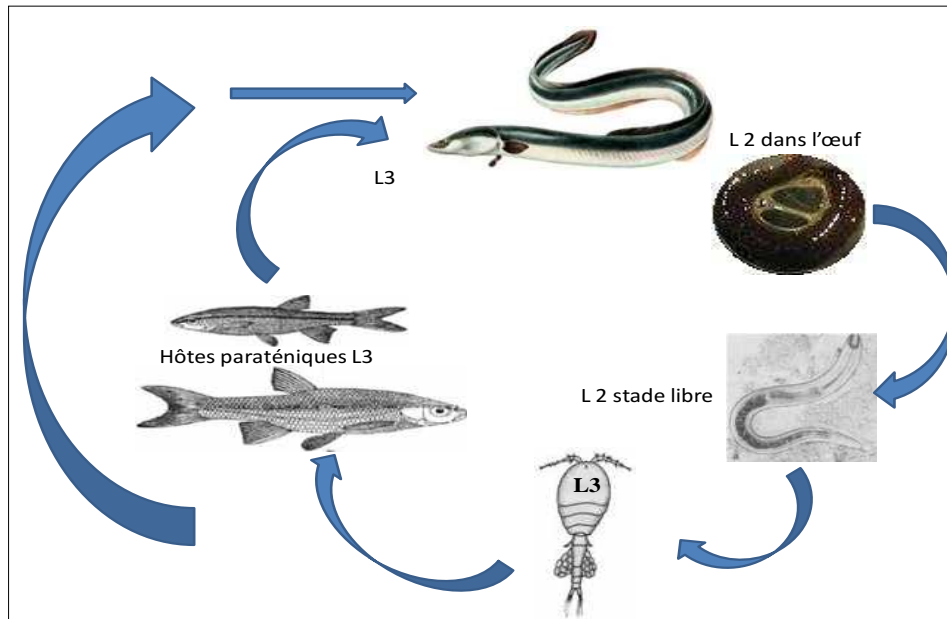 L 2 dans l’œuf
L3
Hôtes paraténiques L3
L 2 stade libre
L3